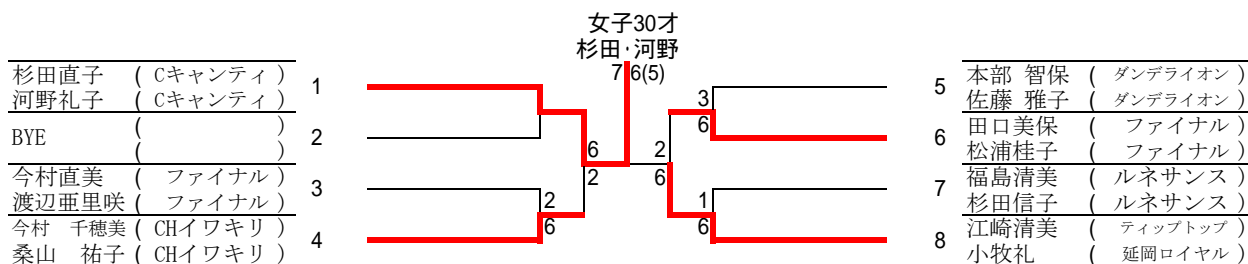 女子30才
杉田・河野
7 6(5)
杉田直子 ( Cキャンティ )
河野礼子 ( Cキャンティ )
1
BYE ( )
( )
2
今村直美 ( ファイナル )
渡辺亜里咲 ( ファイナル )
3
今村 千穂美 ( CHイワキリ )
桑山 祐子 ( CHイワキリ )
4
6
2
2
6
2
6
3
6
1
6
5
本部 智保 ( ダンデライオン )
佐藤 雅子 ( ダンデライオン )
6
田口美保 ( ファイナル )
松浦桂子 ( ファイナル )
7
福島清美 ( ルネサンス )
杉田信子 ( ルネサンス )
8
江崎清美 ( ティップトップ )
小牧礼 ( 延岡ロイヤル )